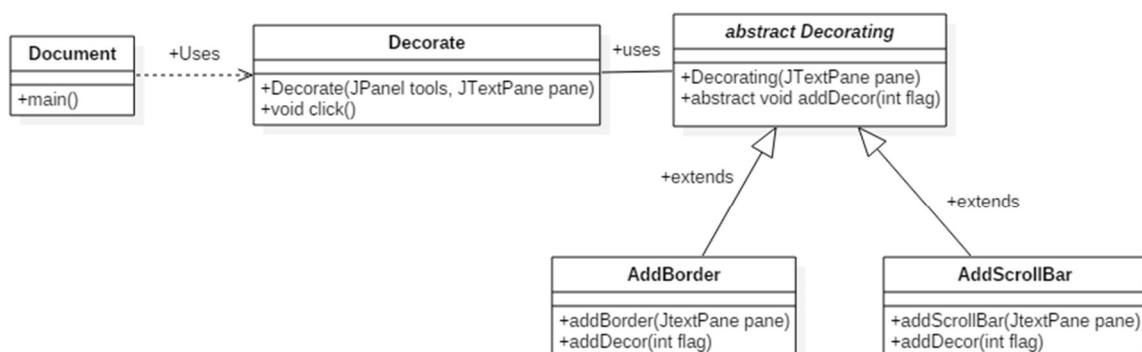 Document
+main()
+Uses
Decorate
+Decorate(JPanel tools, JTextPane pane)
+void click()
+uses
abstract Decorating
+Decorating(JTextPane pane)
+abstract void addDecor(int flag)
+extends
+extends
AddBorder
+addBorder(JtextPane pane)
+addDecor(int flag)
AddScrollBar
+addScrollBar(JtextPane pane)
+addDecor(int flag)